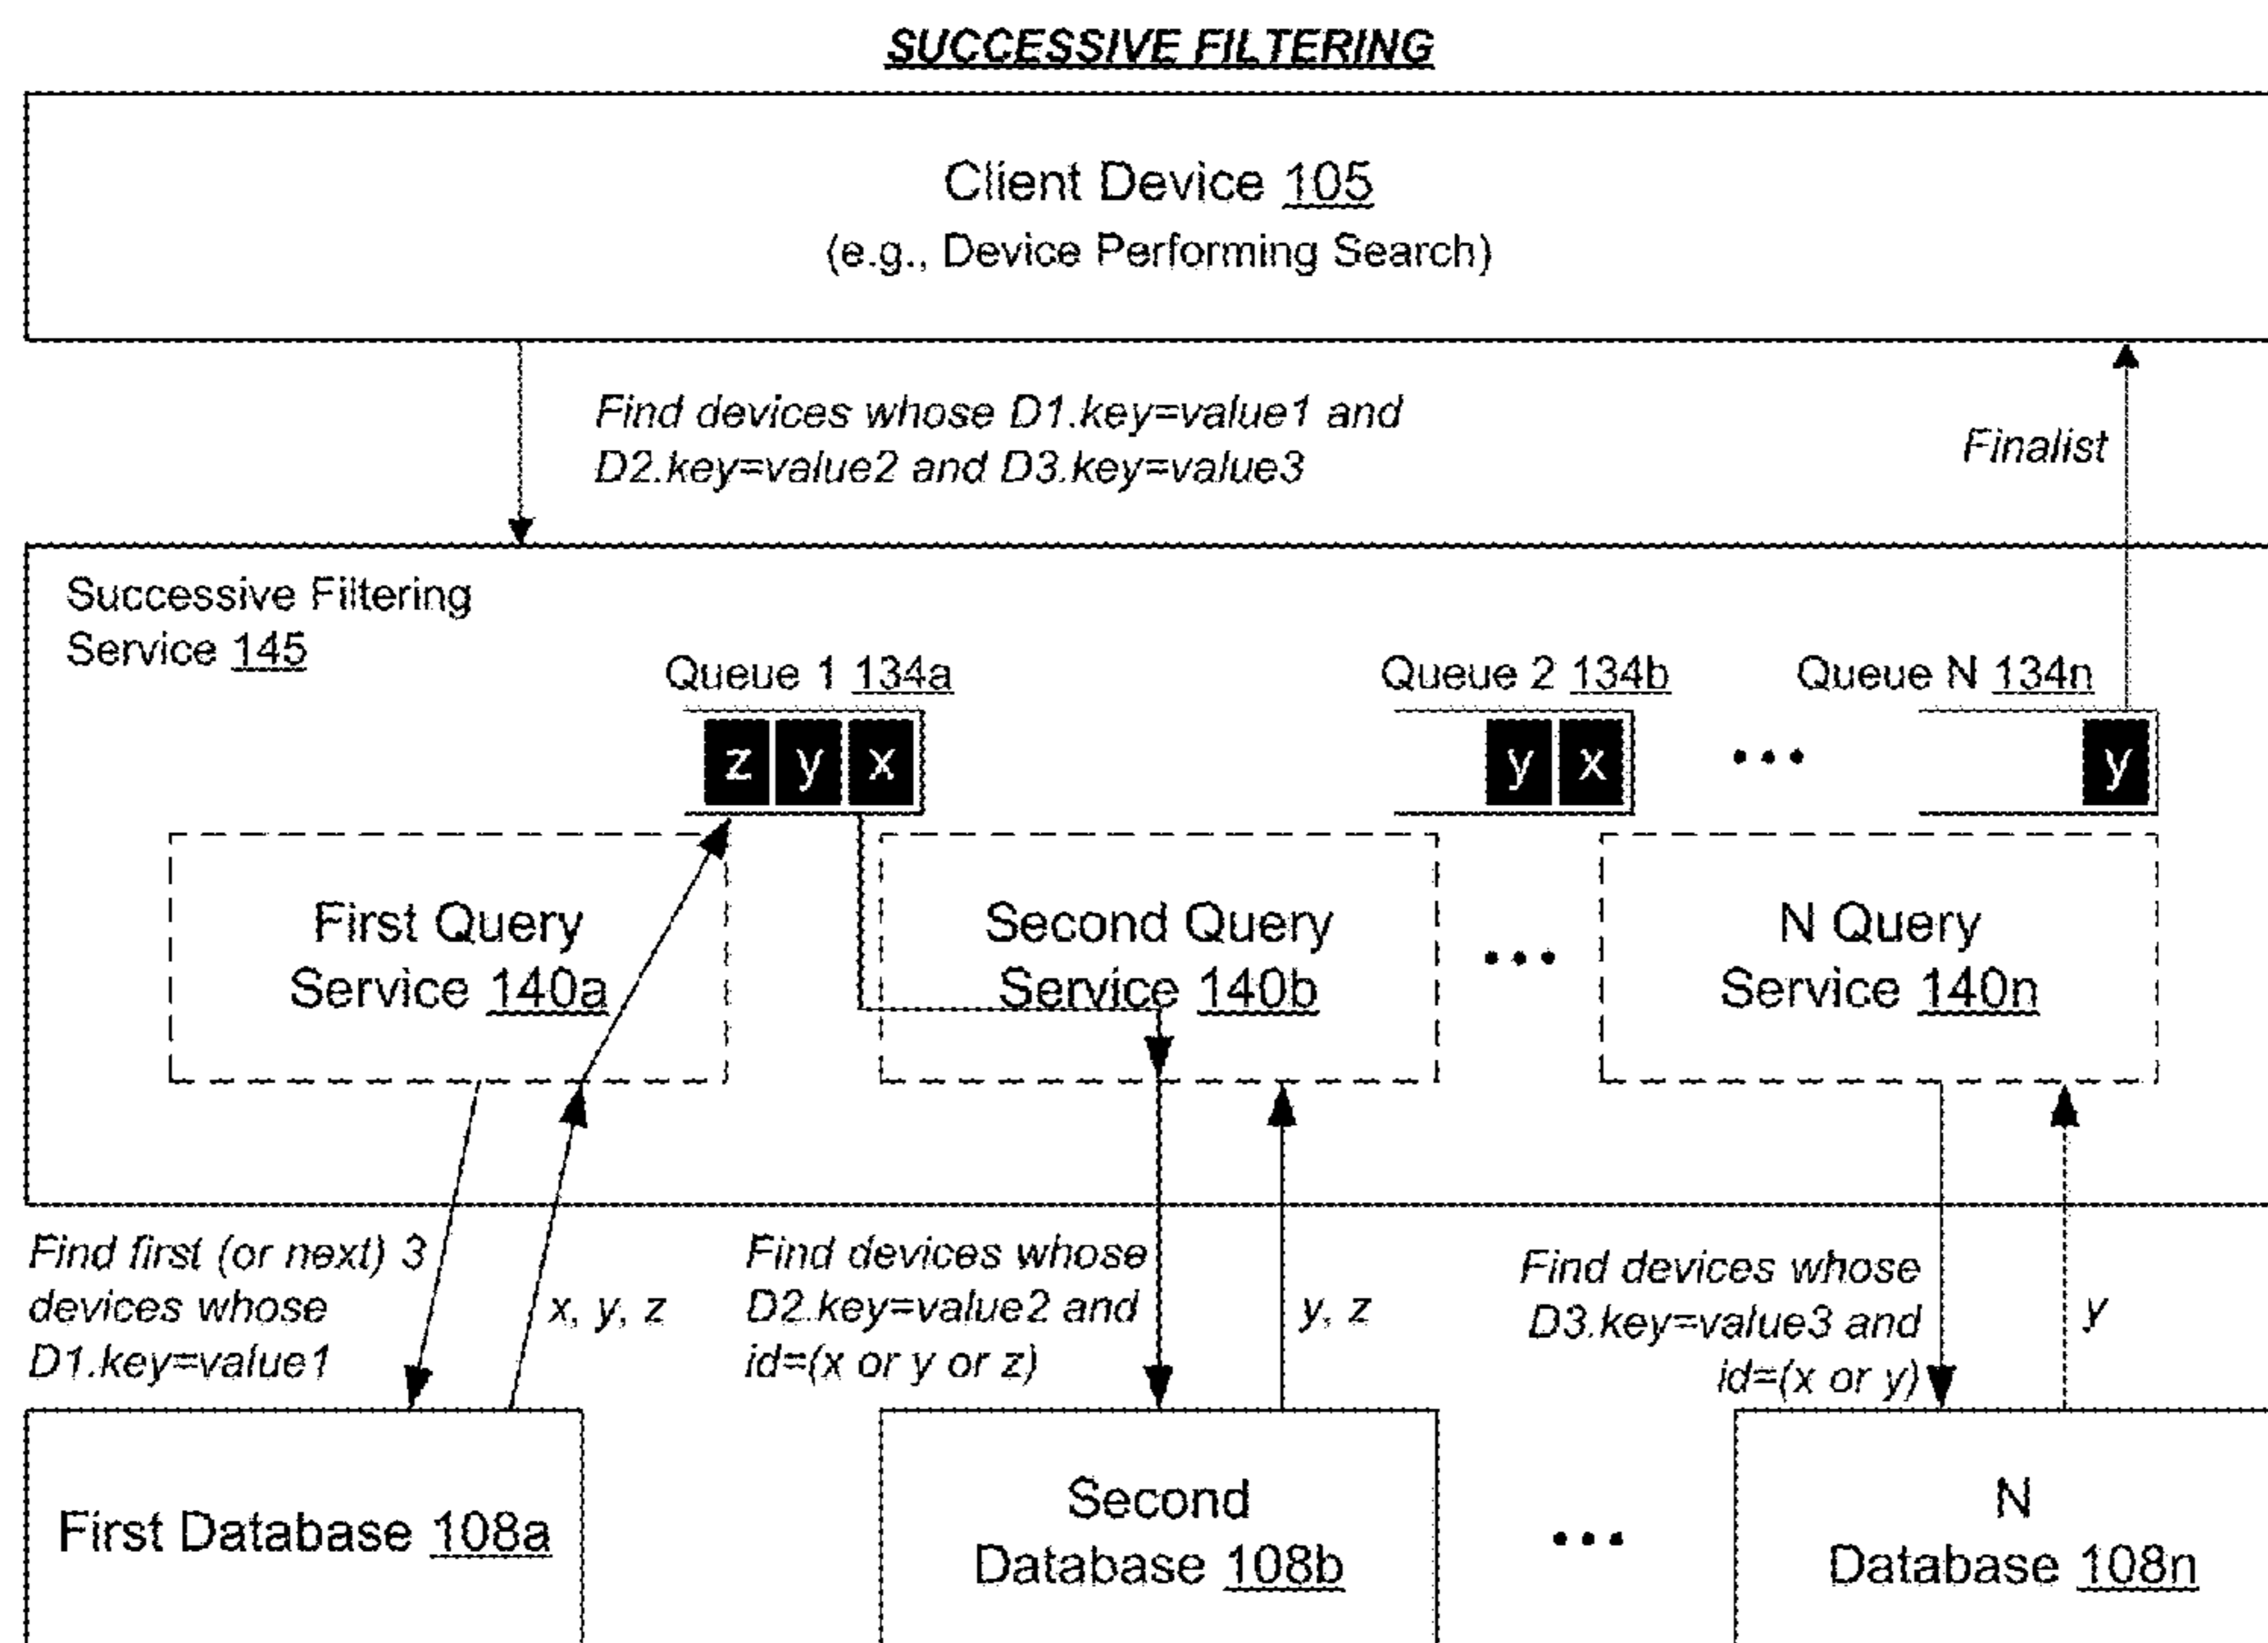 SUCCESSIVE FILTERING
Client Device 105
(e.g., Device Performing Search)
Find devices whose D1.key=value1 and
D2.key=value2 and D3.key=value3
Finalist
Successive Filtering
Service 145
Queue 1 134a
Queue 2 134b
Queue N 134n
z y x
y x
...
y
First Query
Service 140a
Second Query
Service 140b
...
N Query
Service 140n
Find first (or next) 3
devices whose
D1.key=value1
x, y, z
Find devices whose
D2.key=value2 and
id=(x or y or z)
y, z
Find devices whose
D3.key=value3 and
id=(x or y)
y
First Database 108a
Second
Database 108b
...
N
Database 108n